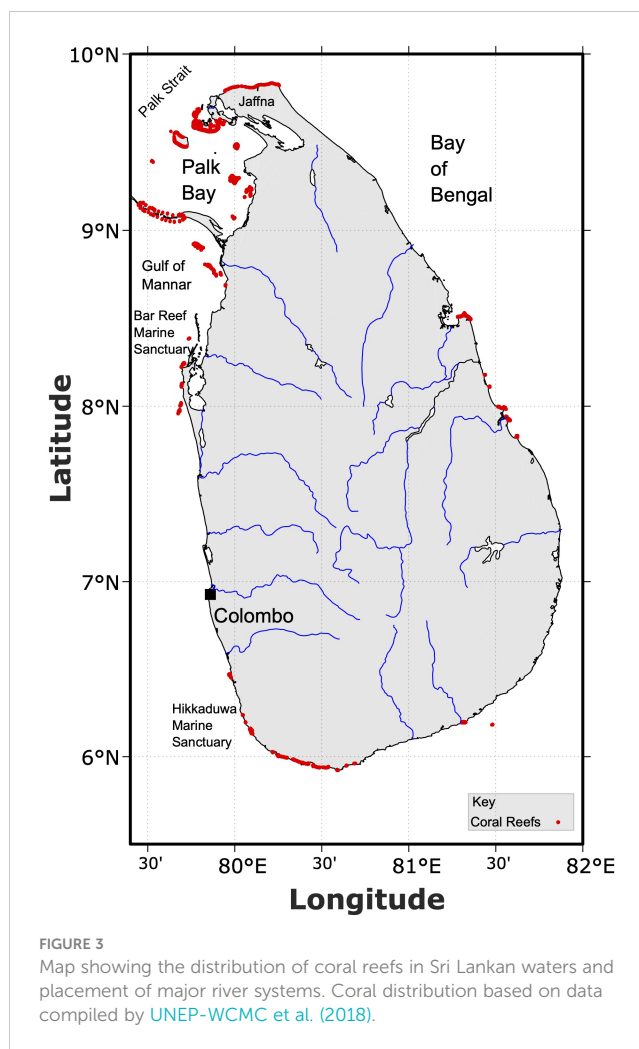 10°N
9°N
8°N
7°N
6°N
Latitude
Palk Strait
Jaffna
Palk
Bay
Bay
of
Bengal
Gulf of
Mannar
Bar Reef
Marine
Sanctuary
Colombo
Hikkaduwa
Marine
Sanctuary
Key
Coral Reefs
30' 80°E 30' 81°E 30' 82°E
Longitude
FIGURE 3
Map showing the distribution of coral reefs in Sri Lankan waters and
placement of major river systems. Coral distribution based on data
compiled by UNEP-WCMC et al. (2018).